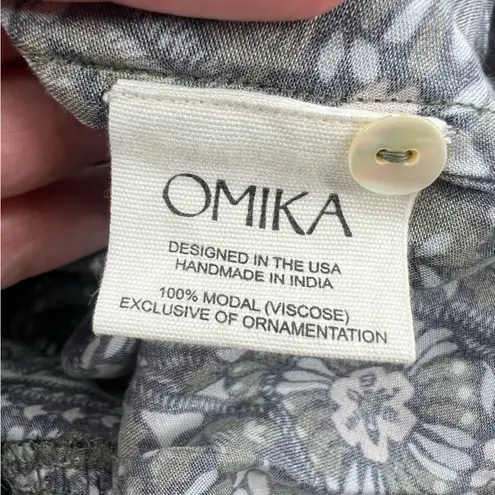 OMIKA
DESIGNED IN THE USA
HANDMADE IN INDIA
100% MODAL (VISCOSE)
EXCLUSIVE OF ORNAMENTATION